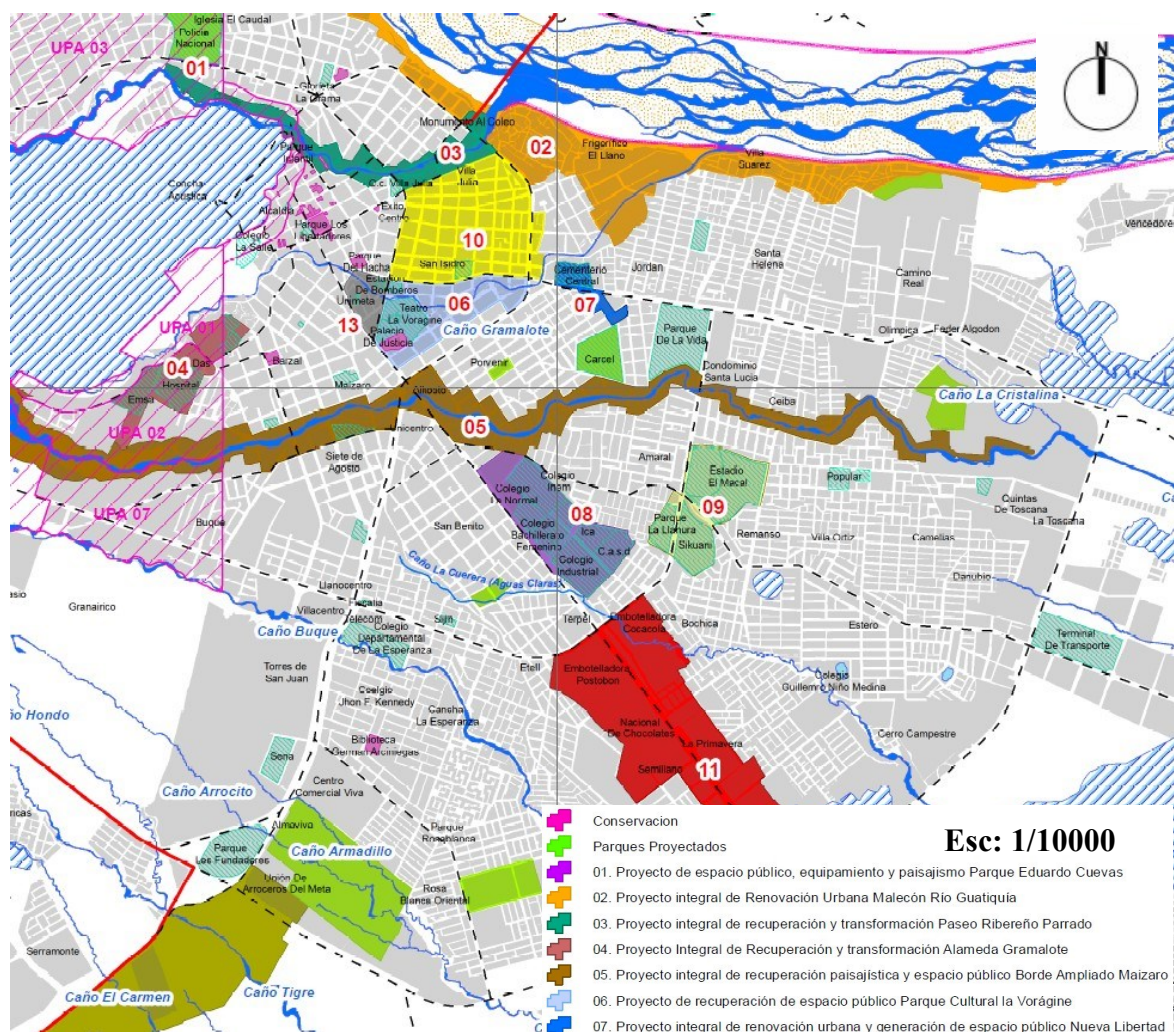 Iglesia El Caudal
Policia
Nacional
UPA 03
01
Glorieta
La Grama
N
Monumento Al Coleo
03
02
Frigorifico
El Llano
Villa
Suarez
Parque
Infantil
Villa
Julia
C.c. Villa Julia
Concha
Acustica
Alcaldia
Exito
Centro
Parque Los
Libertadores
Colegio
La Salle
10
Vencedores
Santa
Helena
Parque
Del Hacha
San Isidro
Jordan
Cementerio
Central
Camino
Real
Estacion
De Bomberos
Unimeta
06
Teatro
La Voragine
07
UPA 01
13
Palacio
De Justicia
Caño Gramalote
Parque
De La Vida
Olimpica
Feder Algodon
04
Das
Hospital
Barzal
Porvenir
Carcel
Condominio
Santa Lucia
Emsa
Maizaro
Ceiba
Caño La Cristalina
UPA 02
Unicentro
05
Siete de
Agosto
Amaral
Estadio
El Macal
Popular
Colegio
Inem
Colegio
La Normal
UPA 07
Buque
08
09
Quintas
De Toscana
La Toscana
San Benito
Colegio
Bachillerato
Femenino
Ica
Parque
La Llanura
Sikuani
Remanso
Villa Ortiz
Camelias
C.a.s.d
Colegio
Industrial
Caño La Cuerera (Aguas Claras)
Danubio
Llanocentro
Granairico
Villacentro
Fiscalia
Telecom
Sijin
Terpel
Embotelladora
Cocacola
Bochica
Estero
Terminal
De Transporte
Caño Buque
Colegio
Departamental
De La Esperanza
Etell
Torres de
San Juan
Embotelladora
Postobon
Colegio
Guillermo Niño Medina
Coelgio
Jhon F. Kennedy
Cancha
La Esperanza
ño Hondo
Nacional
De Chocolates
Biblioteca
German Arciniegas
La Primavera
Cerro Campestre
Sena
Semillano
11
Centro
Comercial Viva
Caño Arrocito
Almaviva
Parque
Rosablanca
Parque
Los Fundadores
Caño Armadillo
Union De
Arroceros Del Meta
Rosa
Blanca Oriental
Serramonte
Caño El Carmen
Caño Tigre
Esc: 1/10000
Conservacion
Parques Proyectados
01. Proyecto de espacio público, equipamiento y paisajismo Parque Eduardo Cuevas
02. Proyecto integral de Renovación Urbana Malecón Río Guatiquía
03. Proyecto integral de recuperación y transformación Paseo Ribereño Parrado
04. Proyecto Integral de Recuperación y transformación Alameda Gramalote
05. Proyecto integral de recuperación paisajística y espacio público Borde Ampliado Maizaro
06. Proyecto de recuperación de espacio público Parque Cultural la Vorágine
07. Proyecto integral de renovación urbana y generación de espacio público Nueva Libertad